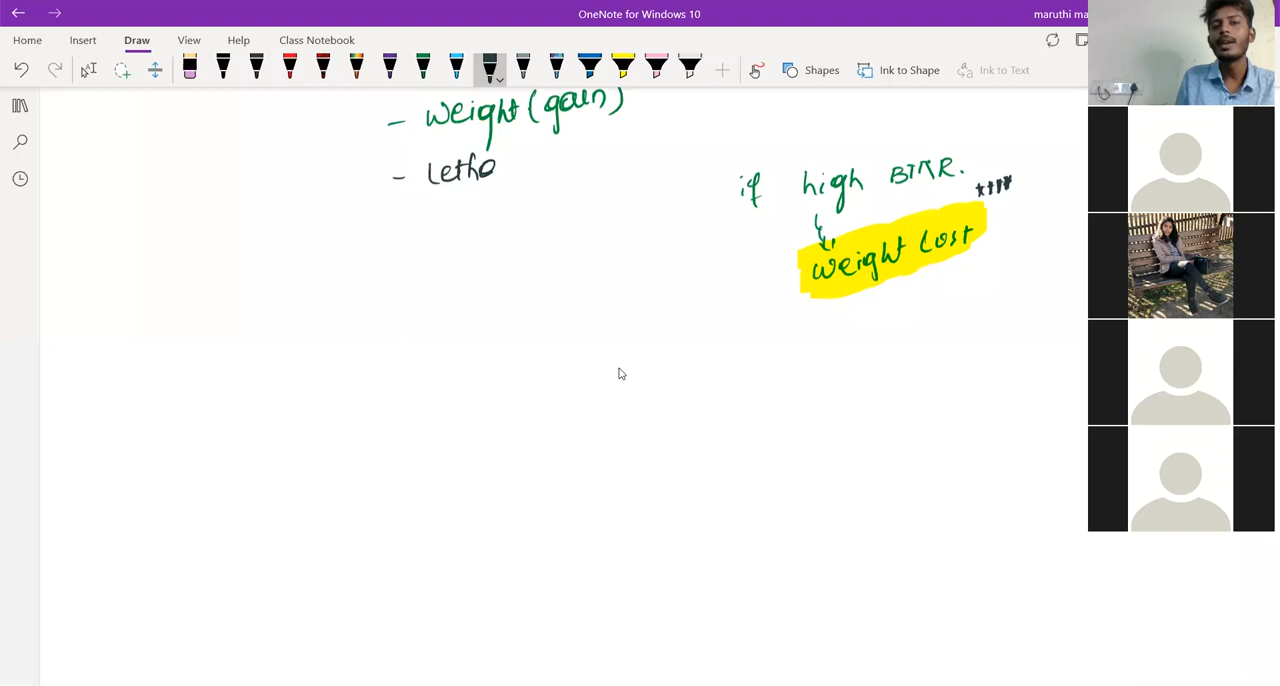 OneNote for Windows 10
maruthi ma
Home Insert Draw View Help Class Notebook
Shapes Ink to Shape Ink to Text
- weight (gain)
- Letha
if high BMR.
weight Lost